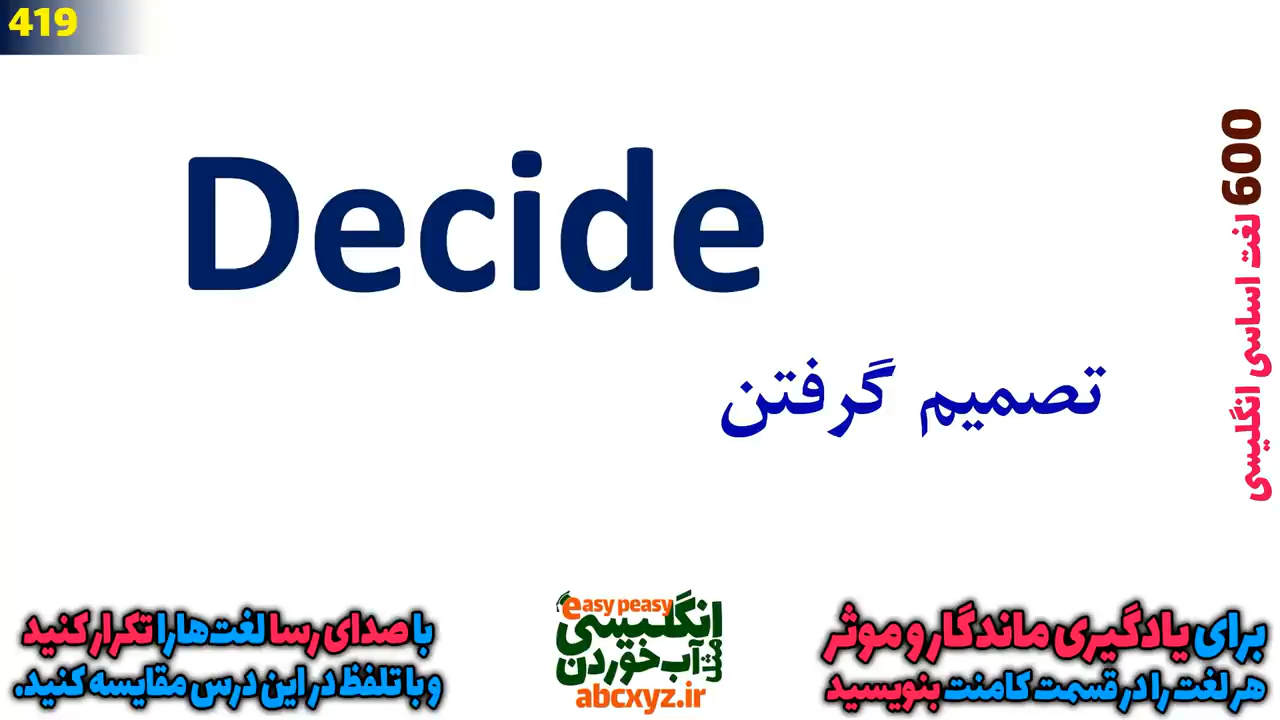 419
Decide
تصمیم گرفتن
600 لغت اساسی انگلیسی
برای یادگیری ماندگار و موثر
هر لغت را در قسمت کامنت بنویسید
easy peasy
انگلیسی
مثل آب خوردن
abcxyz.ir
با صدای رسا لغت‌ها را تکرار کنید
و با تلفظ در این درس مقایسه کنید.